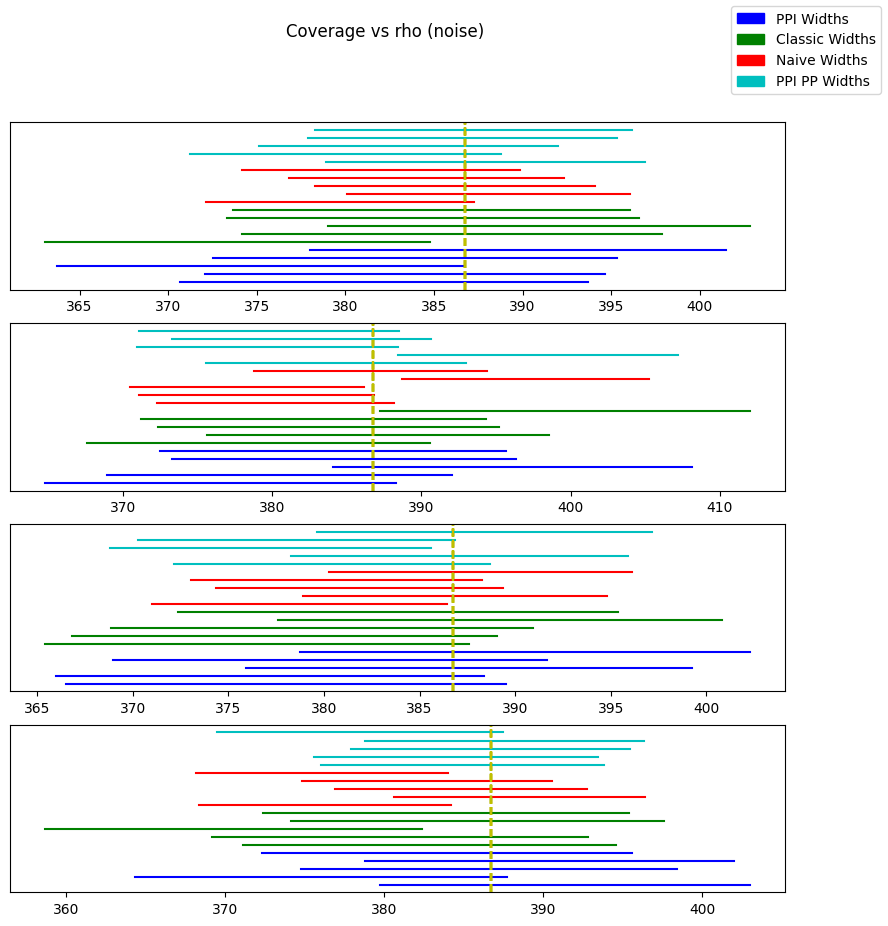 Coverage vs rho (noise)
PPI Widths
Classic Widths
Naive Widths
PPI PP Widths
365 370 375 380 385 390 395 400
370 380 390 400 410
365 370 375 380 385 390 395 400
360 370 380 390 400